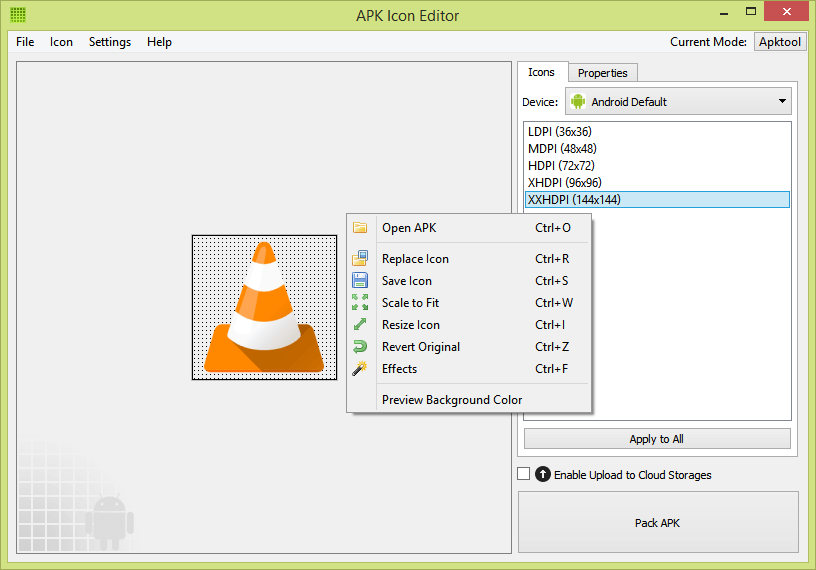 APK Icon Editor
File Icon Settings Help Current Mode: Apktool
Icons Properties
Device: Android Default
LDPI (36x36)
MDPI (48x48)
HDPI (72x72)
XHDPI (96x96)
XXHDPI (144x144)
Open APK Ctrl+O
Replace Icon Ctrl+R
Save Icon Ctrl+S
Scale to Fit Ctrl+W
Resize Icon Ctrl+I
Revert Original Ctrl+Z
Effects Ctrl+F
Preview Background Color
Apply to All
Enable Upload to Cloud Storages
Pack APK